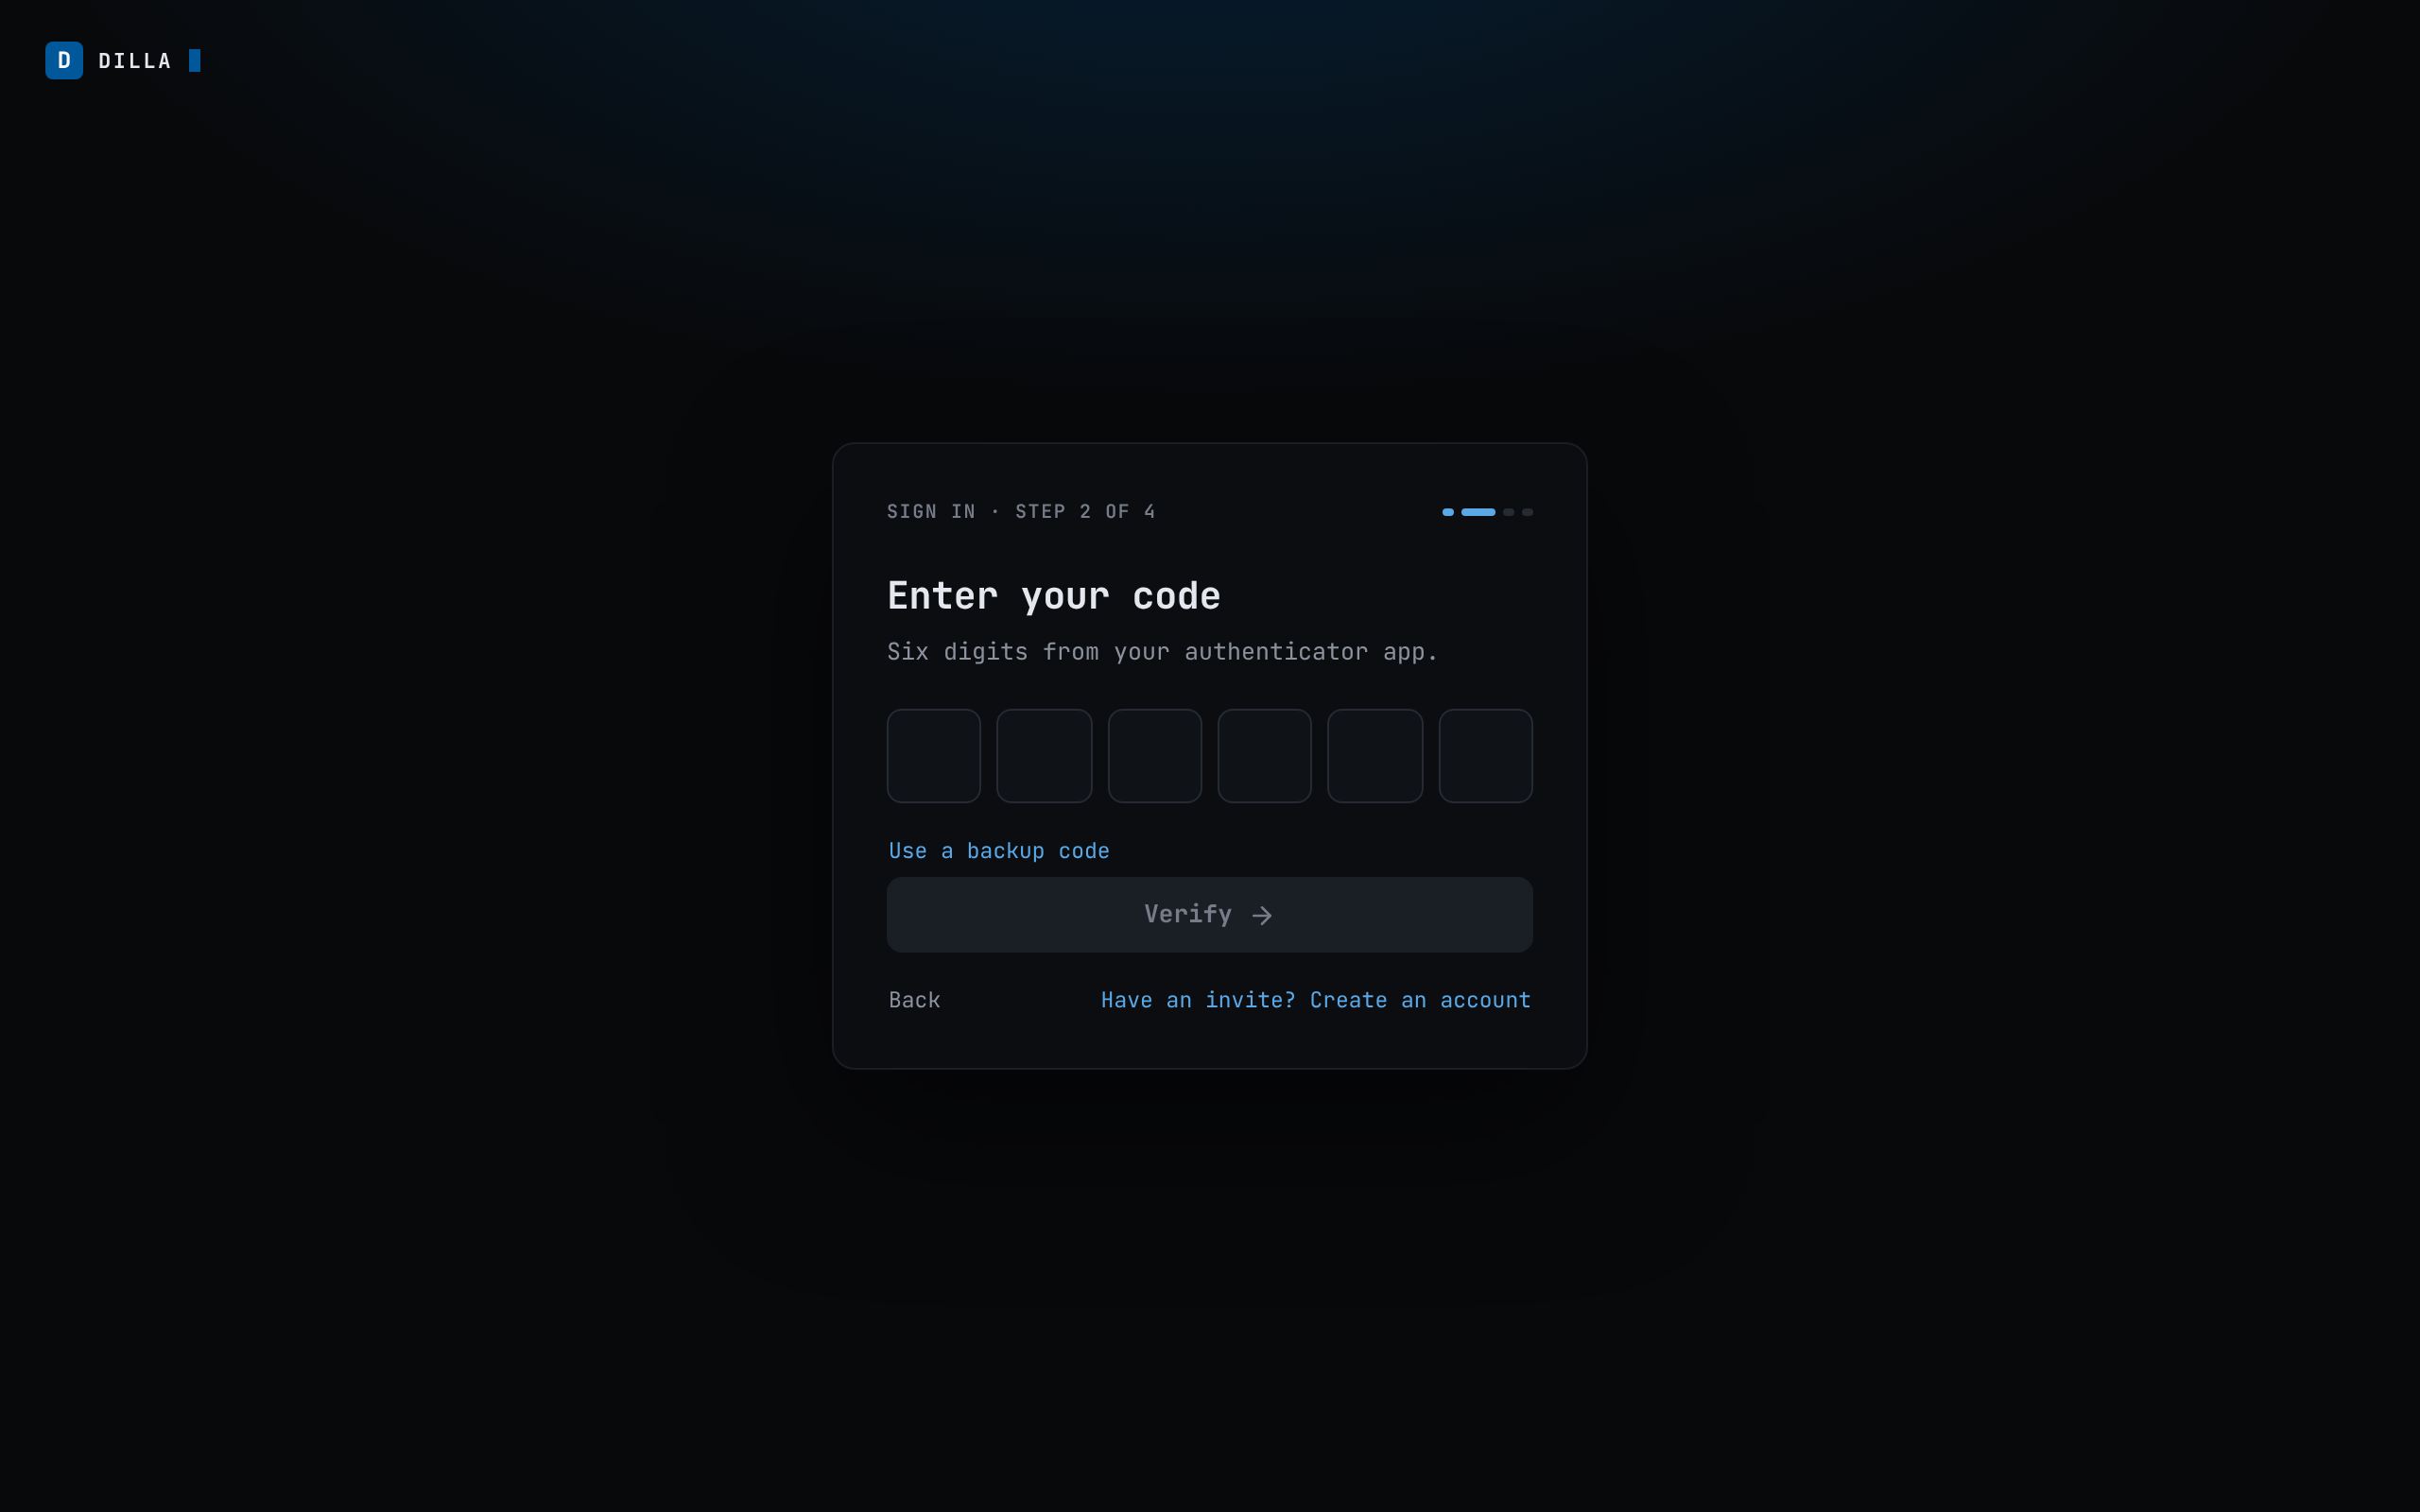 D DILLA
SIGN IN · STEP 2 OF 4
Enter your code
Six digits from your authenticator app.
Use a backup code
Verify →
Back
Have an invite? Create an account